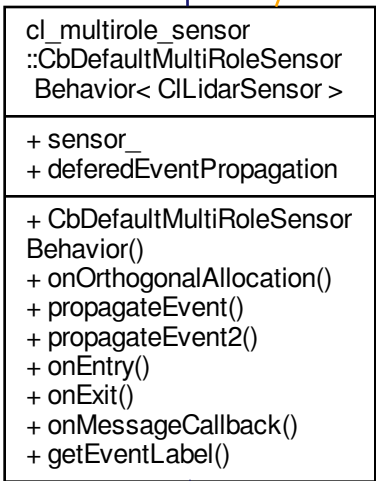 cl_multirole_sensor
::CbDefaultMultiRoleSensor
Behavior< ClLidarSensor >
+ sensor_
+ deferedEventPropagation
+ CbDefaultMultiRoleSensor
Behavior()
+ onOrthogonalAllocation()
+ propagateEvent()
+ propagateEvent2()
+ onEntry()
+ onExit()
+ onMessageCallback()
+ getEventLabel()